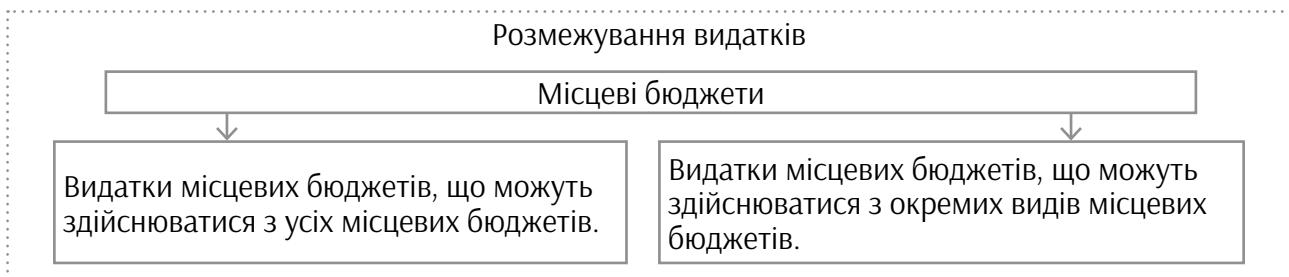 Розмежування видатків
Місцеві бюджети
Видатки місцевих бюджетів, що можуть
здійснюватися з усіх місцевих бюджетів.
Видатки місцевих бюджетів, що можуть
здійснюватися з окремих видів місцевих
бюджетів.